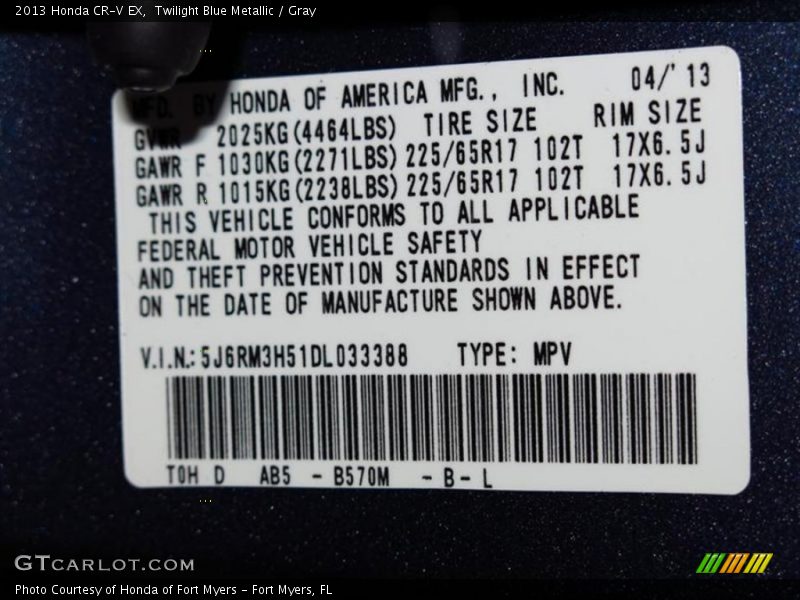 2013 Honda CR-V EX,  Twilight Blue Metallic / Gray
MFD. BY HONDA OF AMERICA MFG., INC. 04/'13
GVWR 2025KG(4464LBS) TIRE SIZE RIM SIZE
GAWR F 1030KG(2271LBS) 225/65R17 102T 17X6.5J
GAWR R 1015KG(2238LBS) 225/65R17 102T 17X6.5J
THIS VEHICLE CONFORMS TO ALL APPLICABLE
FEDERAL MOTOR VEHICLE SAFETY
AND THEFT PREVENTION STANDARDS IN EFFECT
ON THE DATE OF MANUFACTURE SHOWN ABOVE.
V.I.N.: 5J6RM3H51DL033388 TYPE: MPV
T0H D AB5 - B570M - B - L
GTCARLOT.COM
Photo Courtesy of Honda of Fort Myers - Fort Myers, FL